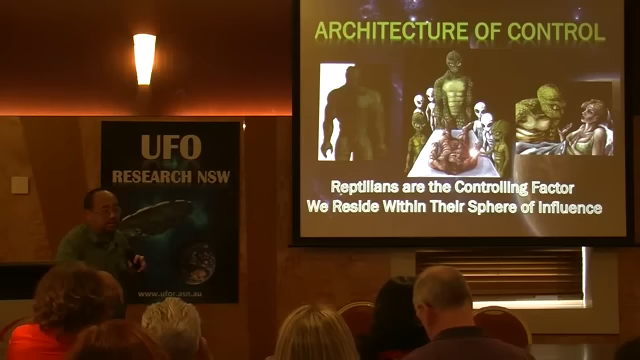 ARCHITECTURE OF CONTROL
UFO
RESEARCH NSW
Reptilians are the Controlling Factor
We Reside Within Their Sphere of Influence
www.ufor.asn.au